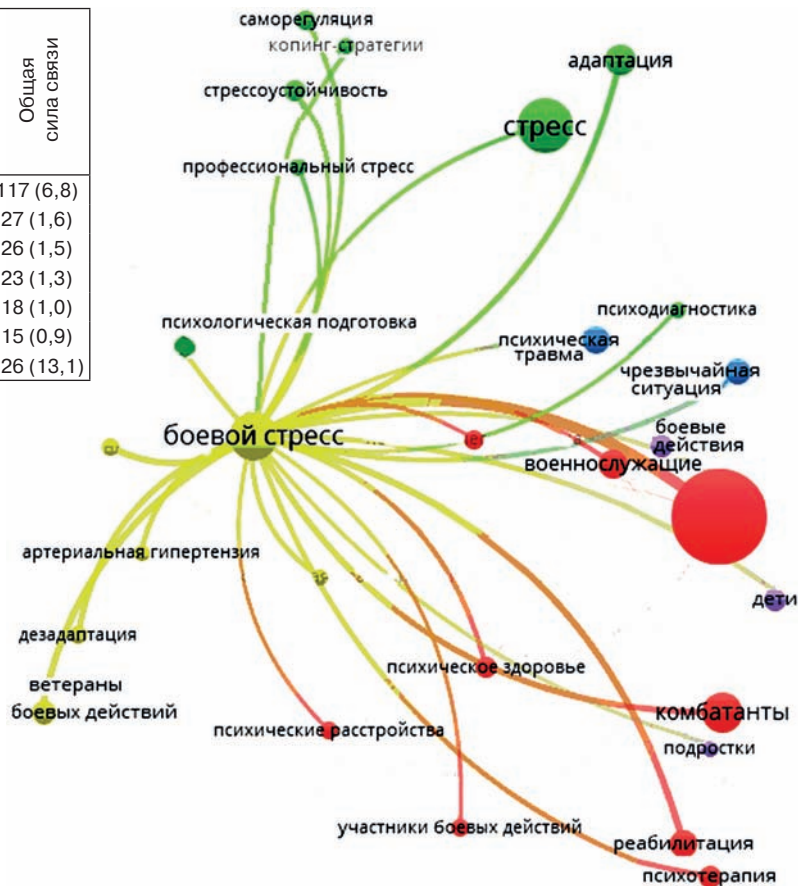 Общая
сила связи
117 (6,8)
27 (1,6)
26 (1,5)
23 (1,3)
18 (1,0)
15 (0,9)
26 (13,1)
саморегуляция
копинг-стратегии
адаптация
стрессоустойчивость
стресс
профессиональный стресс
психодиагностика
психологическая подготовка
психическая
травма
чрезвычайная
ситуация
боевые
действия
боевой стресс
военнослужащие
артериальная гипертензия
дети
дезадаптация
психическое здоровье
ветераны
боевых действий
комбатанты
психические расстройства
подростки
участники боевых действий
реабилитация
психотерапия